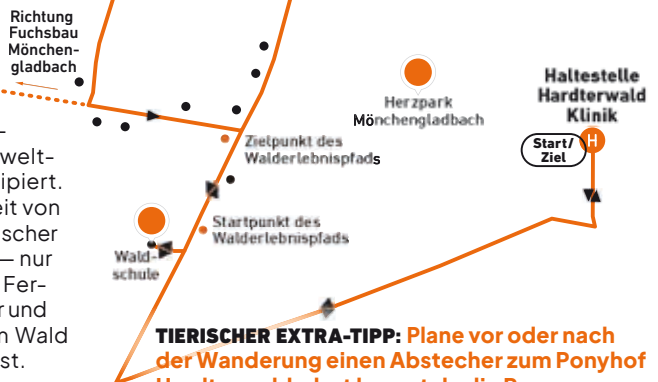 Richtung
Fuchsbau
Mönchen-
gladbach
Herzpark
Mönchengladbach
Haltestelle
Hardterwald
Klinik
Start/
Ziel
H
Zielpunkt des
Walderlebnispfads
Startpunkt des
Walderlebnispfads
Wald-
schule
-
welt-
ipiert.
eit von
scher
– nur
Fer-
r und
n Wald
st.
TIERISCHER EXTRA-TIPP: Plane vor oder nach
der Wanderung einen Abstecher zum Ponyhof